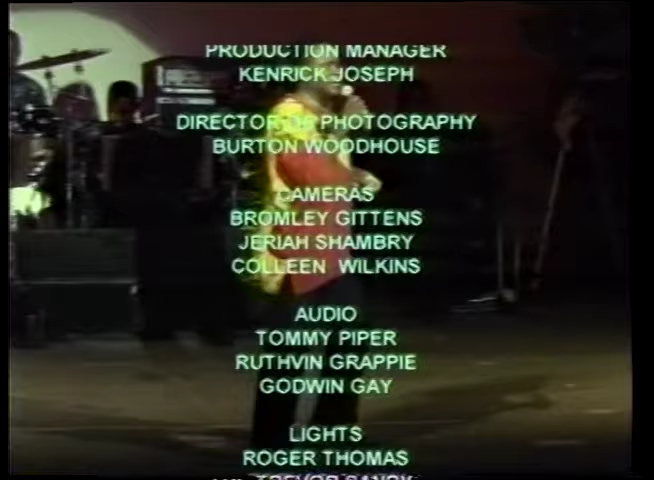 PRODUCTION MANAGER
KENRICK JOSEPH
DIRECTOR OF PHOTOGRAPHY
BURTON WOODHOUSE
CAMERAS
BROMLEY GITTENS
JERIAH SHAMBRY
COLLEEN WILKINS
AUDIO
TOMMY PIPER
RUTHVIN GRAPPIE
GODWIN GAY
LIGHTS
ROGER THOMAS
TREVOR